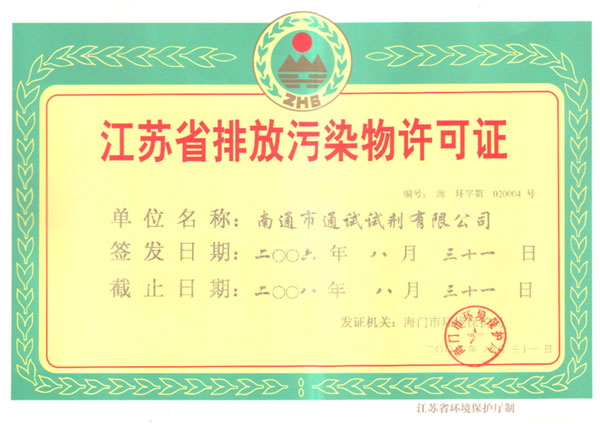 ZHB
江苏省排放污染物许可证
编号： 海 环字第 020004 号
单位名称：南通市通试试剂有限公司
签发日期：二〇〇六年 八 月 三十一 日
截止日期：二〇〇八年 八 月 三十一 日
发证机关：海门市环境保护局
三十一日
江苏省环境保护厅制